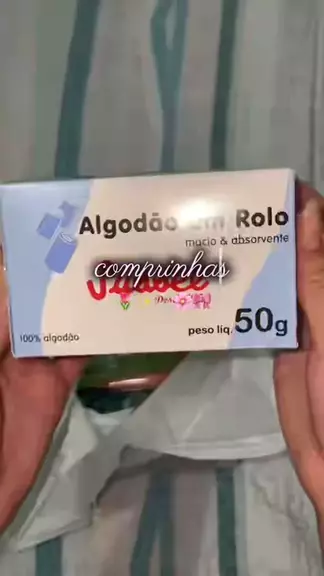 Algodão em Rolo
macio & absorvente
comprinhas
100% algodão
peso líq. 50g